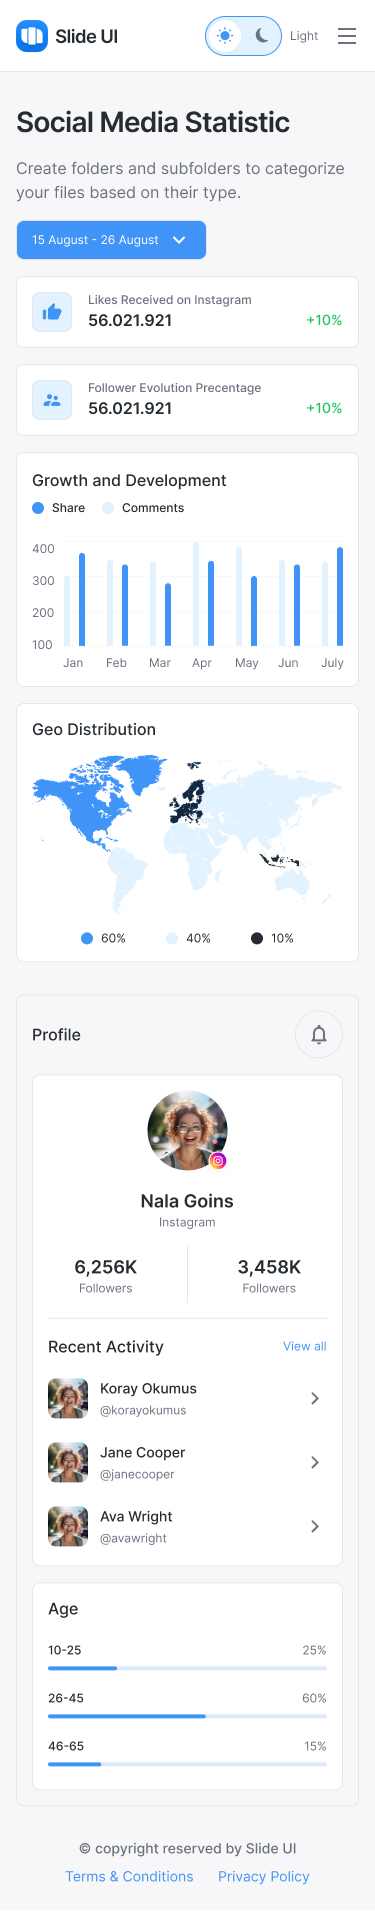 Slide UI
Light
Social Media Statistic
Create folders and subfolders to categorize
your files based on their type.
15 August - 26 August
Likes Received on Instagram
56.021.921
+10%
Follower Evolution Precentage
56.021.921
+10%
Growth and Development
Share Comments
400
300
200
100
Jan Feb Mar Apr May Jun July
Geo Distribution
60% 40% 10%
Profile
Nala Goins
Instagram
6,256K 3,458K
Followers Followers
Recent Activity View all
Koray Okumus
@korayokumus
Jane Cooper
@janecooper
Ava Wright
@avawright
Age
10-25 25%
26-45 60%
46-65 15%
© copyright reserved by Slide UI
Terms & Conditions Privacy Policy